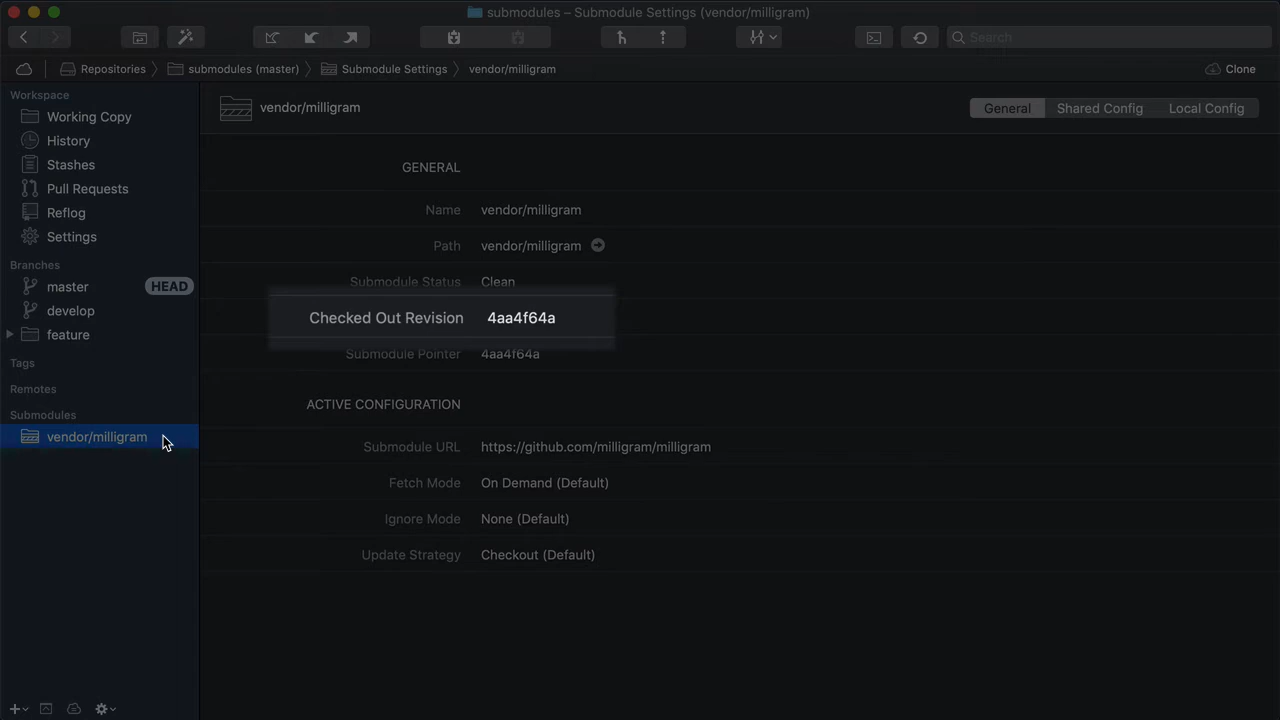 submodules – Submodule Settings (vendor/milligram)
Search
Repositories
submodules (master)
Submodule Settings
vendor/milligram
Clone
Workspace
Working Copy
History
Stashes
Pull Requests
Reflog
Settings
Branches
master
HEAD
develop
feature
Tags
Remotes
Submodules
vendor/milligram
vendor/milligram
General
Shared Config
Local Config
GENERAL
Name vendor/milligram
Path vendor/milligram
Submodule Status Clean
Checked Out Revision 4aa4f64a
Submodule Pointer 4aa4f64a
ACTIVE CONFIGURATION
Submodule URL https://github.com/milligram/milligram
Fetch Mode On Demand (Default)
Ignore Mode None (Default)
Update Strategy Checkout (Default)